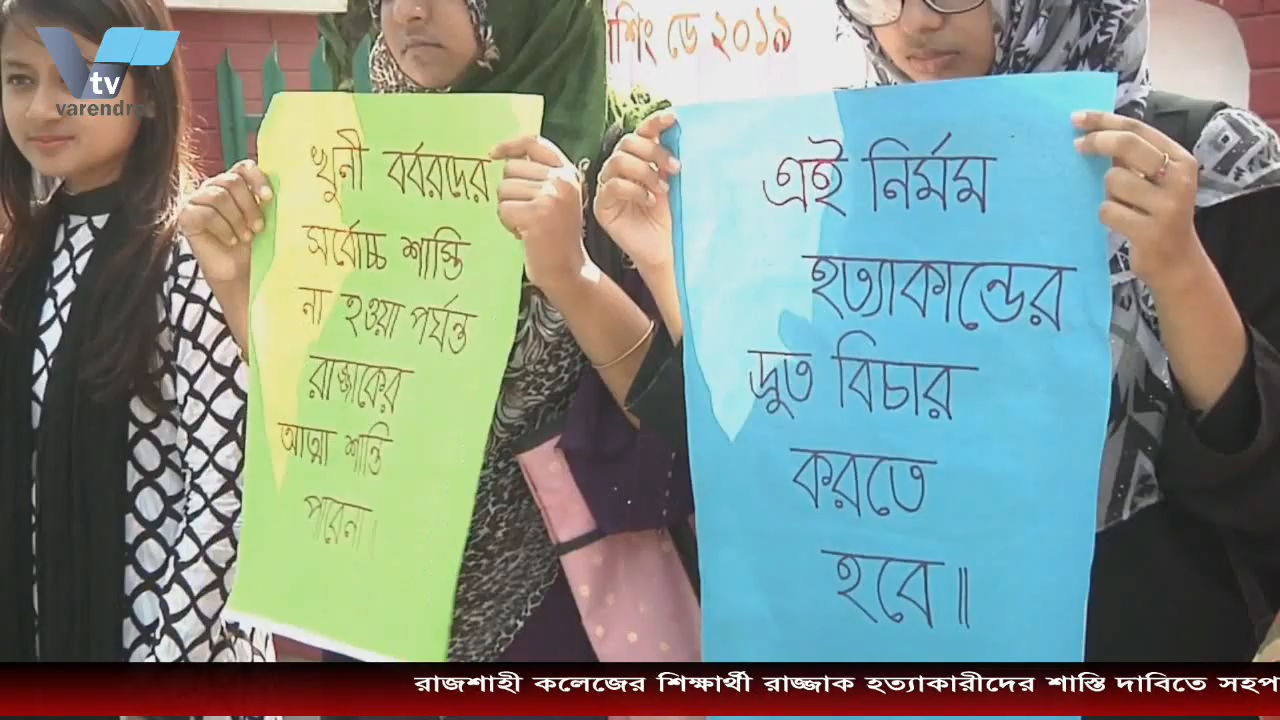 tv
varendra
শিং ডে ২০১৯
খুনী বর্বরদের
সর্বোচ্চ শাস্তি
না হওয়া পর্যন্ত
রাজ্জাকের
আত্মা শান্তি
পাবেনা।
এই নির্মম
হত্যাকান্ডের
দ্রুত বিচার
করতে
হবে॥
রাজশাহী কলেজের শিক্ষার্থী রাজ্জাক হত্যাকারীদের শাস্তি দাবিতে সহপ